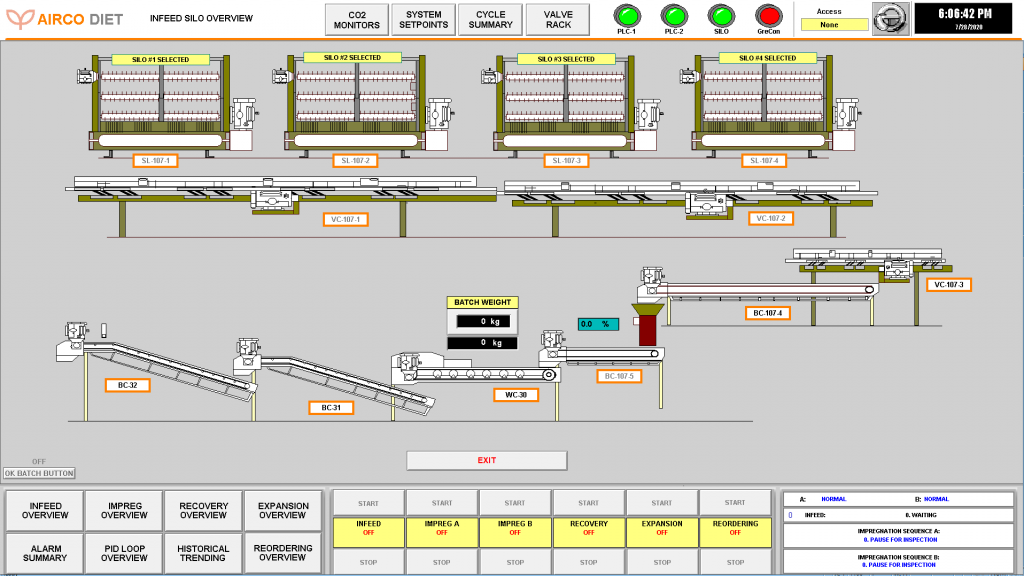 AIRCO DIET
INFEED SILO OVERVIEW
CO2 MONITORS
SYSTEM SETPOINTS
CYCLE SUMMARY
VALVE RACK
PLC-1
PLC-2
SILO
GreCon
Access
None
6:06:42 PM
7/28/2020
SILO #1 SELECTED
SILO #2 SELECTED
SILO #3 SELECTED
SILO #4 SELECTED
SL-107-1
SL-107-2
SL-107-3
SL-107-4
VC-107-1
VC-107-2
VC-107-3
BC-107-4
BATCH WEIGHT
0 kg
0 kg
0.0 %
BC-32
BC-31
WC-30
BC-107-5
EXIT
OFF
OK BATCH BUTTON
INFEED OVERVIEW
IMPREG OVERVIEW
RECOVERY OVERVIEW
EXPANSION OVERVIEW
ALARM SUMMARY
PID LOOP OVERVIEW
HISTORICAL TRENDING
REORDERING OVERVIEW
START
START
START
START
START
START
INFEED
OFF
IMPREG A
OFF
IMPREG B
OFF
RECOVERY
OFF
EXPANSION
OFF
REORDERING
OFF
STOP
STOP
STOP
STOP
STOP
STOP
A: NORMAL B: NORMAL
0 INFEED: 0. WAITING
IMPREGNATION SEQUENCE A:
0. PAUSE FOR INSPECTION
IMPREGNATION SEQUENCE B:
0. PAUSE FOR INSPECTION